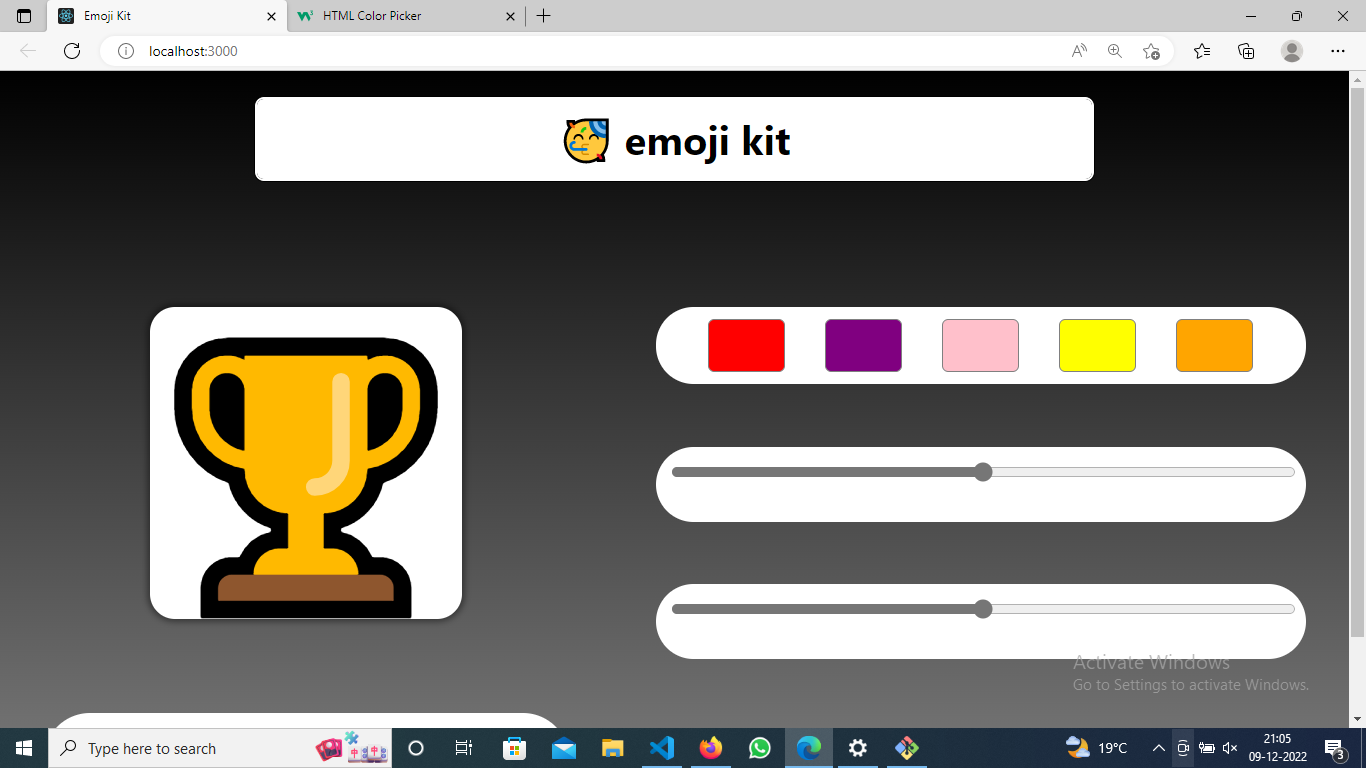 Emoji Kit
HTML Color Picker
localhost:3000
emoji kit
Activate Windows
Go to Settings to activate Windows.
Type here to search
19°C
21:05
09-12-2022
3